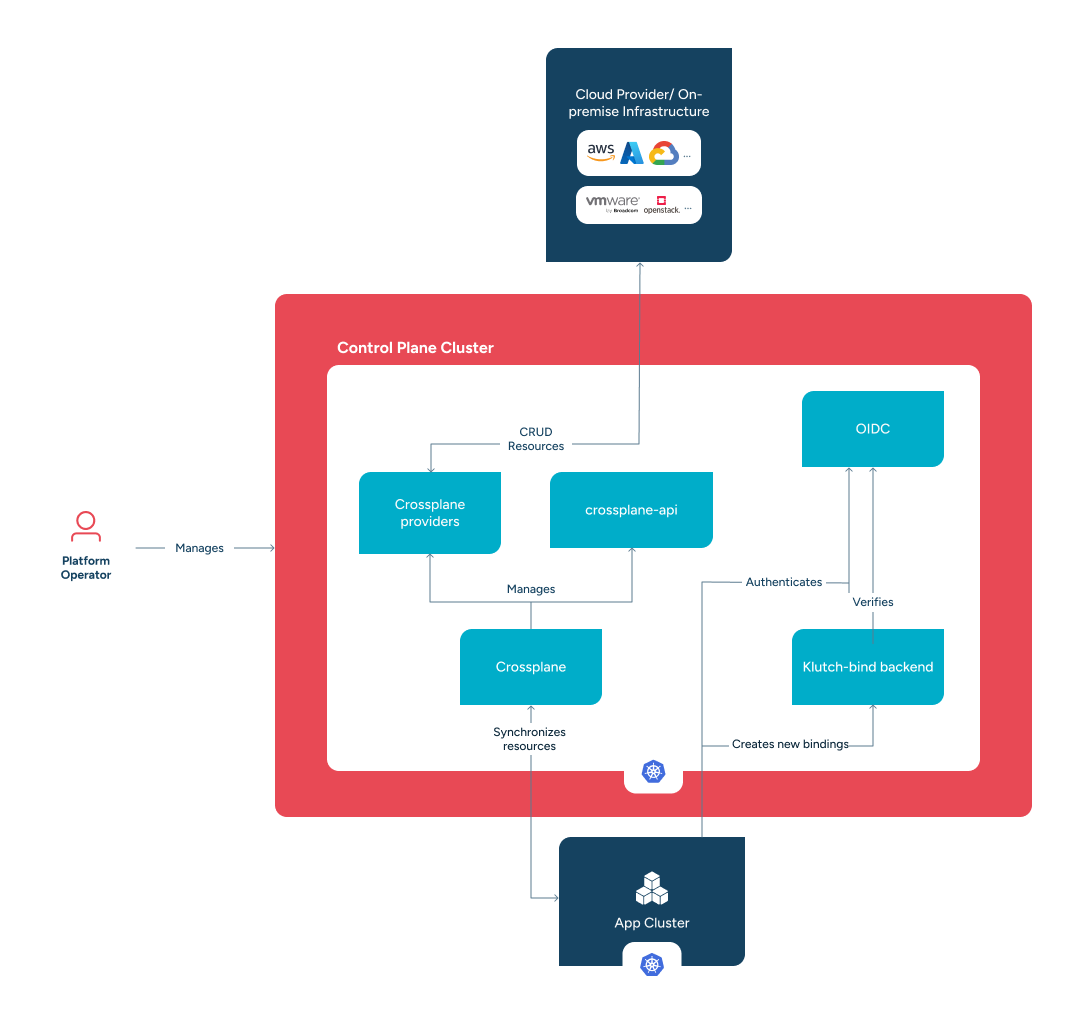 Cloud Provider/ On-
premise Infrastructure
aws
...
vmware
by Broadcom
openstack.
...
Control Plane Cluster
OIDC
CRUD
Resources
Crossplane
providers
crossplane-api
Platform
Operator
Manages
Manages
Authenticates
Verifies
Crossplane
Klutch-bind backend
Synchronizes
resources
Creates new bindings
App Cluster